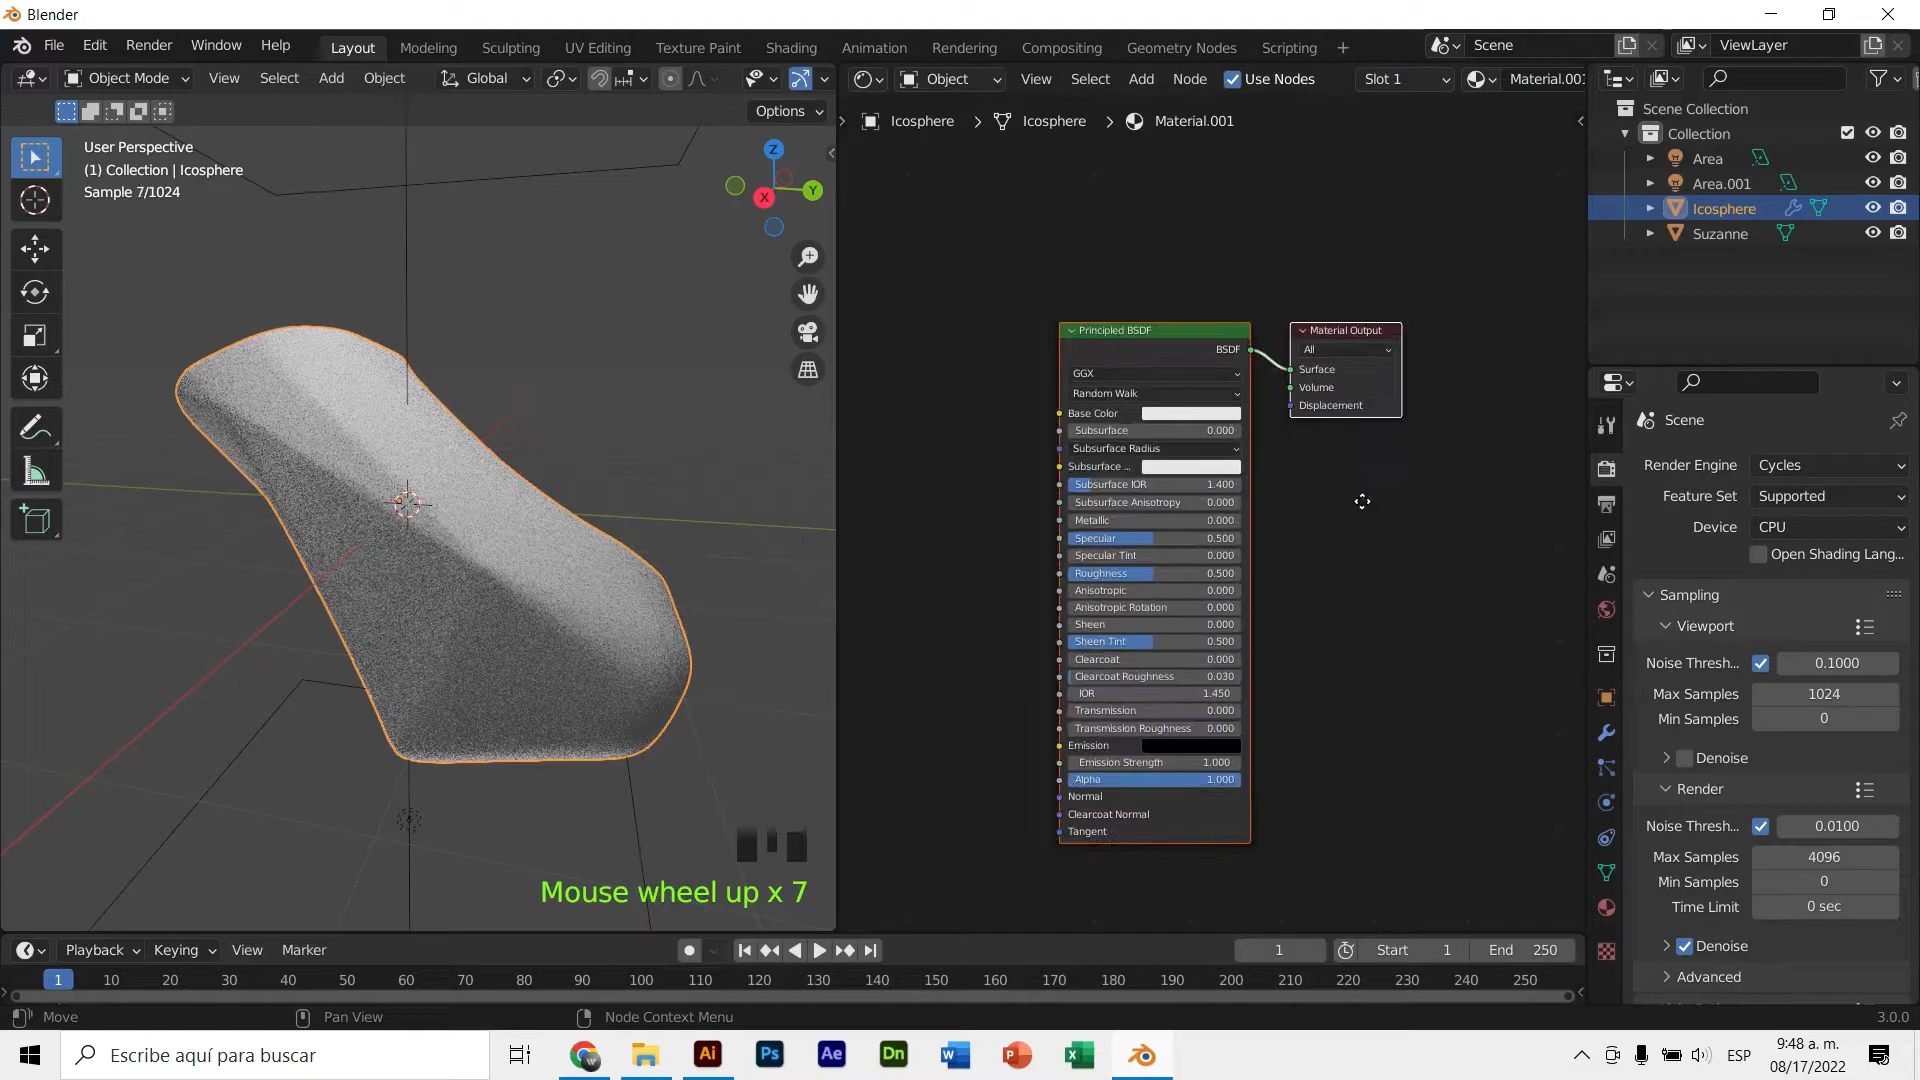 Blender
File Edit Render Window Help Layout Modeling Sculpting UV Editing Texture Paint Shading Animation Rendering Compositing Geometry Nodes Scripting + Scene ViewLayer
Object Mode View Select Add Object Global Object View Select Add Node Use Nodes Slot 1 Material.001
Options
Icosphere > Icosphere > Material.001
User Perspective
(1) Collection | Icosphere
Sample 7/1024
Z
Y
X
Scene Collection
Collection
Area
Area.001
Icosphere
Suzanne
Principled BSDF
BSDF
GGX
Random Walk
Base Color
Subsurface 0.000
Subsurface Radius
Subsurface ...
Subsurface IOR 1.400
Subsurface Anisotropy 0.000
Metallic 0.000
Specular 0.500
Specular Tint 0.000
Roughness 0.500
Anisotropic 0.000
Anisotropic Rotation 0.000
Sheen 0.000
Sheen Tint 0.500
Clearcoat 0.000
Clearcoat Roughness 0.030
IOR 1.450
Transmission 0.000
Transmission Roughness 0.000
Emission
Emission Strength 1.000
Alpha 1.000
Normal
Clearcoat Normal
Tangent
Material Output
All
Surface
Volume
Displacement
Scene
Render Engine Cycles
Feature Set Supported
Device CPU
Open Shading Lang...
Sampling
Viewport
Noise Thresh... 0.1000
Max Samples 1024
Min Samples 0
Denoise
Render
Noise Thresh... 0.0100
Max Samples 4096
Min Samples 0
Time Limit 0 sec
Denoise
Advanced
Mouse wheel up x 7
Playback Keying View Marker 1 Start 1 End 250
1 10 20 30 40 50 60 70 80 90 100 110 120 130 140 150 160 170 180 190 200 210 220 230 240 250
Move Pan View Node Context Menu 3.0.0
Escribe aquí para buscar
Ai Ps Ae Dn W P X
ESP
9:48 a. m.
08/17/2022